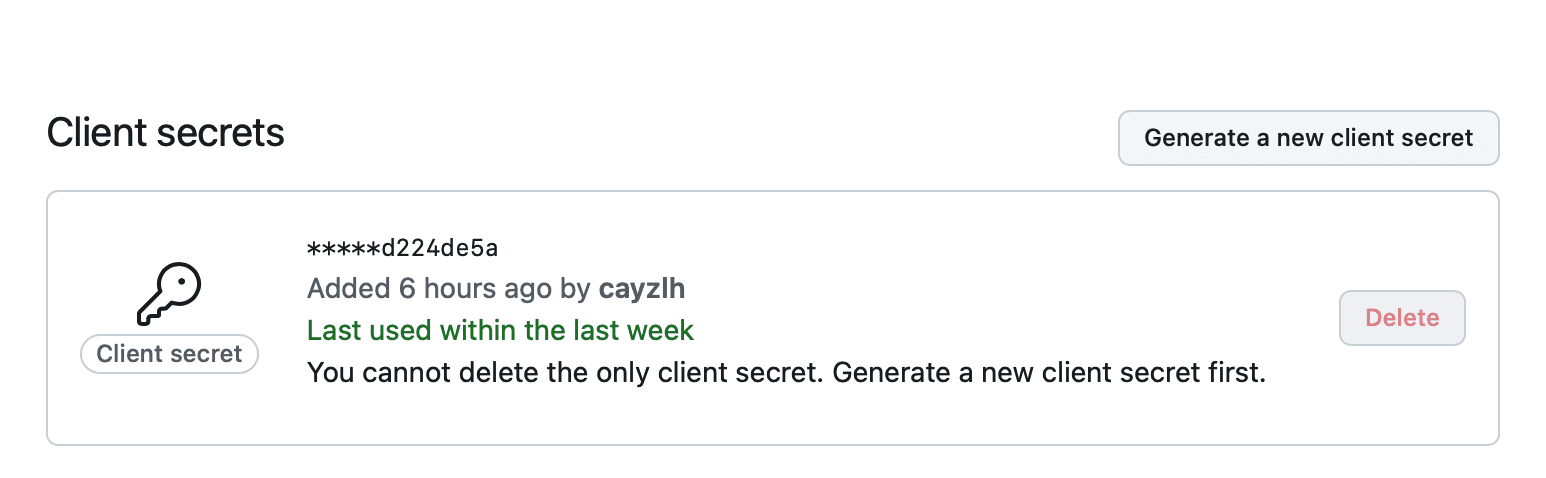 Client secrets
Generate a new client secret
*****d224de5a
Added 6 hours ago by cayzlh
Last used within the last week
Client secret
You cannot delete the only client secret. Generate a new client secret first.
Delete